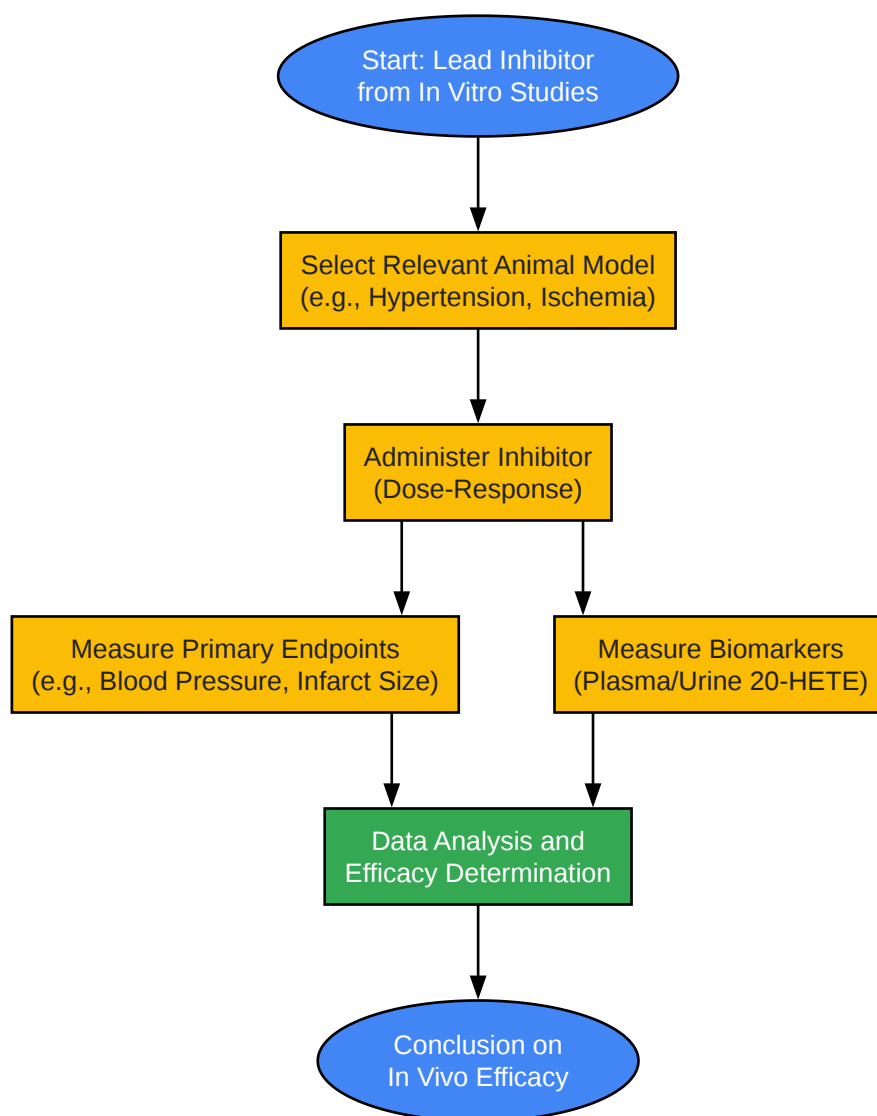 Start: Lead Inhibitor
from In Vitro Studies
Select Relevant Animal Model
(e.g., Hypertension, Ischemia)
Administer Inhibitor
(Dose-Response)
Measure Primary Endpoints
(e.g., Blood Pressure, Infarct Size)
Measure Biomarkers
(Plasma/Urine 20-HETE)
Data Analysis and
Efficacy Determination
Conclusion on
In Vivo Efficacy